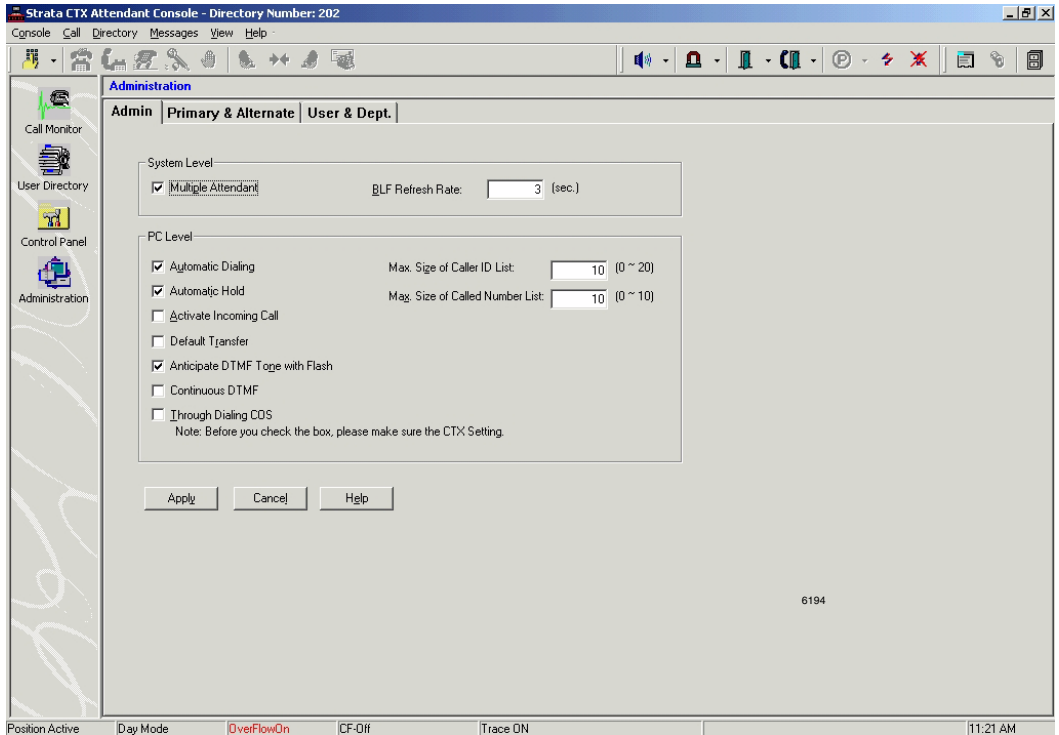 Strata CTX Attendant Console - Directory Number: 202
Console Call Directory Messages View Help
Administration
Admin Primary & Alternate User & Dept.
Call Monitor
User Directory
Control Panel
Administration
System Level
Multiple Attendant BLF Refresh Rate: 3 (sec.)
PC Level
Automatic Dialing Max. Size of Caller ID List: 10 (0 ~ 20)
Automatic Hold Max. Size of Called Number List: 10 (0 ~ 10)
Activate Incoming Call
Default Transfer
Anticipate DTMF Tone with Flash
Continuous DTMF
Through Dialing COS
Note: Before you check the box, please make sure the CTX Setting.
Apply Cancel Help
6194
Position Active Day Mode OverFlowOn CF-Off Trace ON 11:21 AM